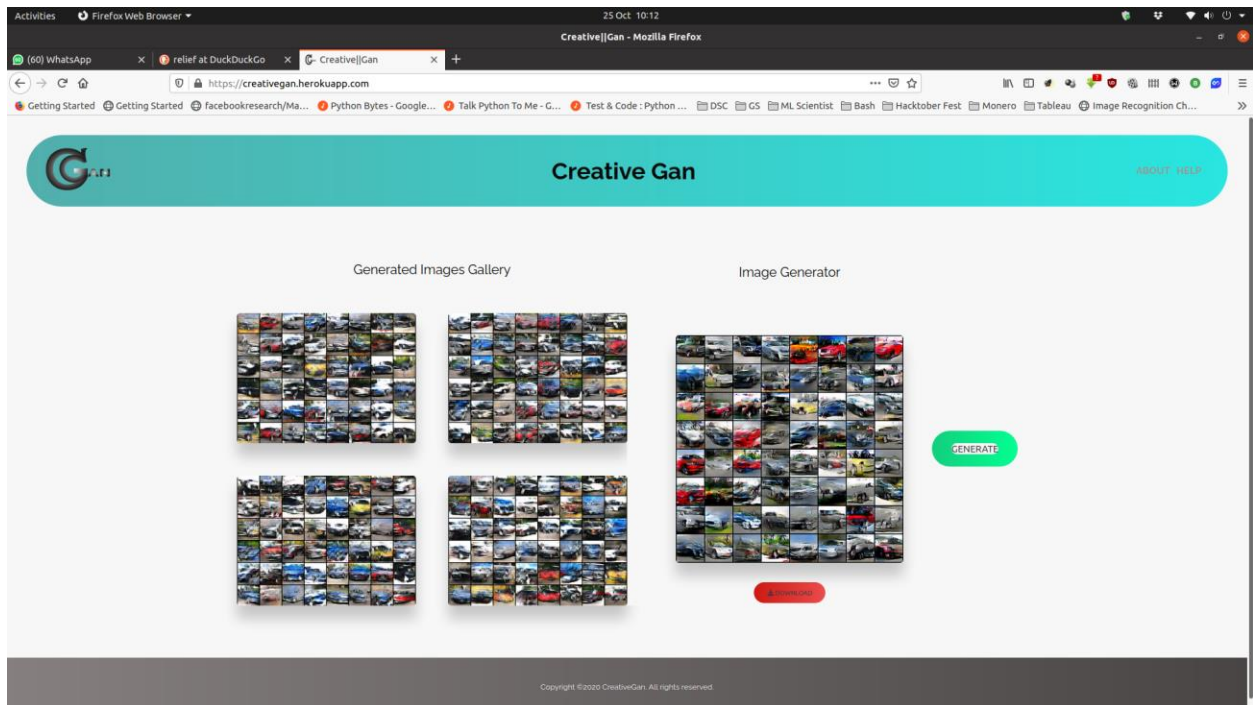 Activities Firefox Web Browser 25 Oct 10:12
Creative||Gan - Mozilla Firefox
(60) WhatsApp relief at DuckDuckGo Creative||Gan
https://creativegan.herokuapp.com
Getting Started Getting Started facebookresearch/Ma... Python Bytes - Google... Talk Python To Me - G... Test & Code : Python ... DSC GS ML Scientist Bash Hacktober Fest Monero Tableau Image Recognition Ch...
Gan Creative Gan ABOUT HELP
Generated Images Gallery Image Generator
GENERATE
DOWNLOAD
Copyright ©2020 CreativeGan. All rights reserved.